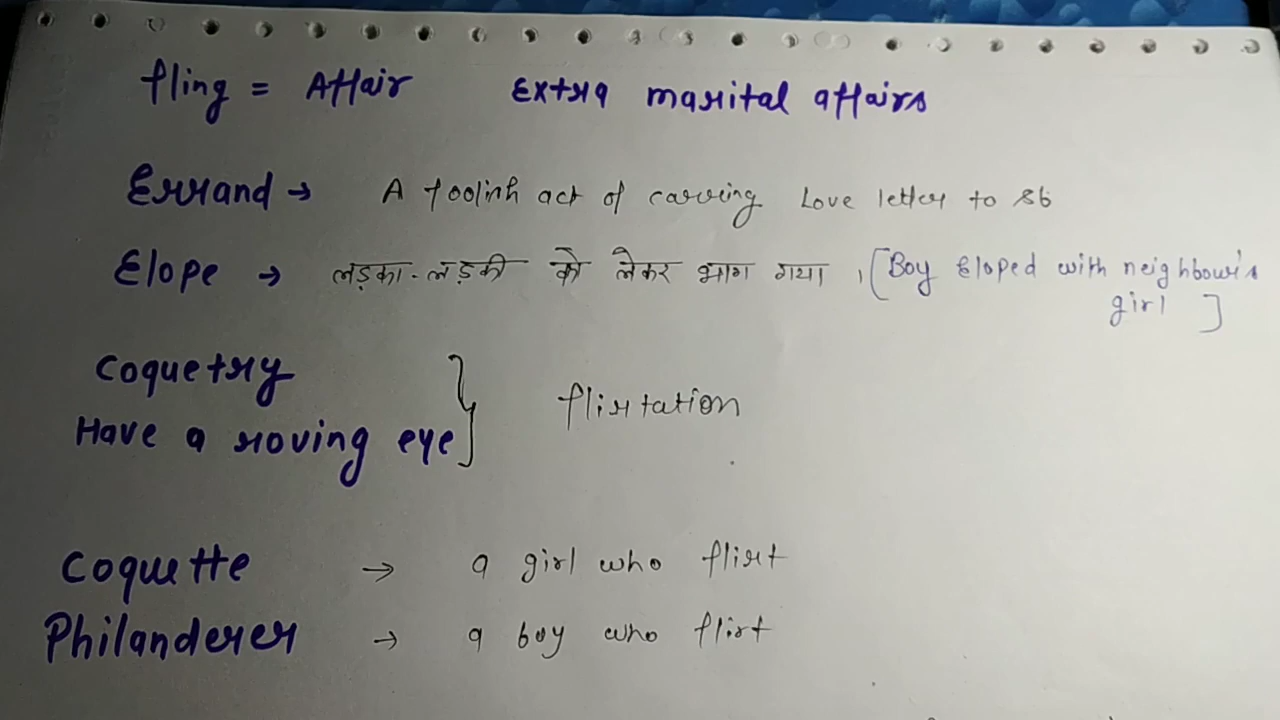 fling = Affair Extra marital affairs
Errand → A foolish act of carring Love letter to sb
Elope → लड़का-लड़की को लेकर भाग गया, [Boy Eloped with neighbour's
girl ]
Coquetry
Have a roving eye } flirtation
Coquette → a girl who flirt
Philanderer → a boy who flirt